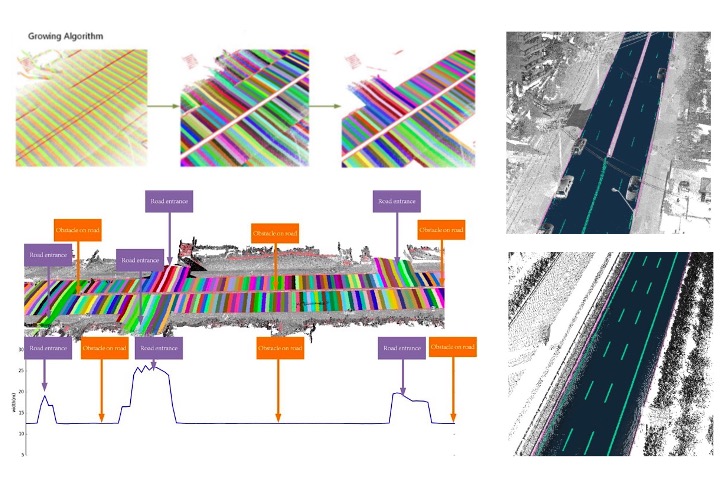 Growing Algorithm
Road entrance
Road entrance
Obstacle on road
Obstacle on road
Obstacle on road
Road entrance
Road entrance
Road entrance
Obstacle on road
Road entrance
Obstacle on road
Road entrance
Obstacle on road
30
25
20
15
10
5
width(m)